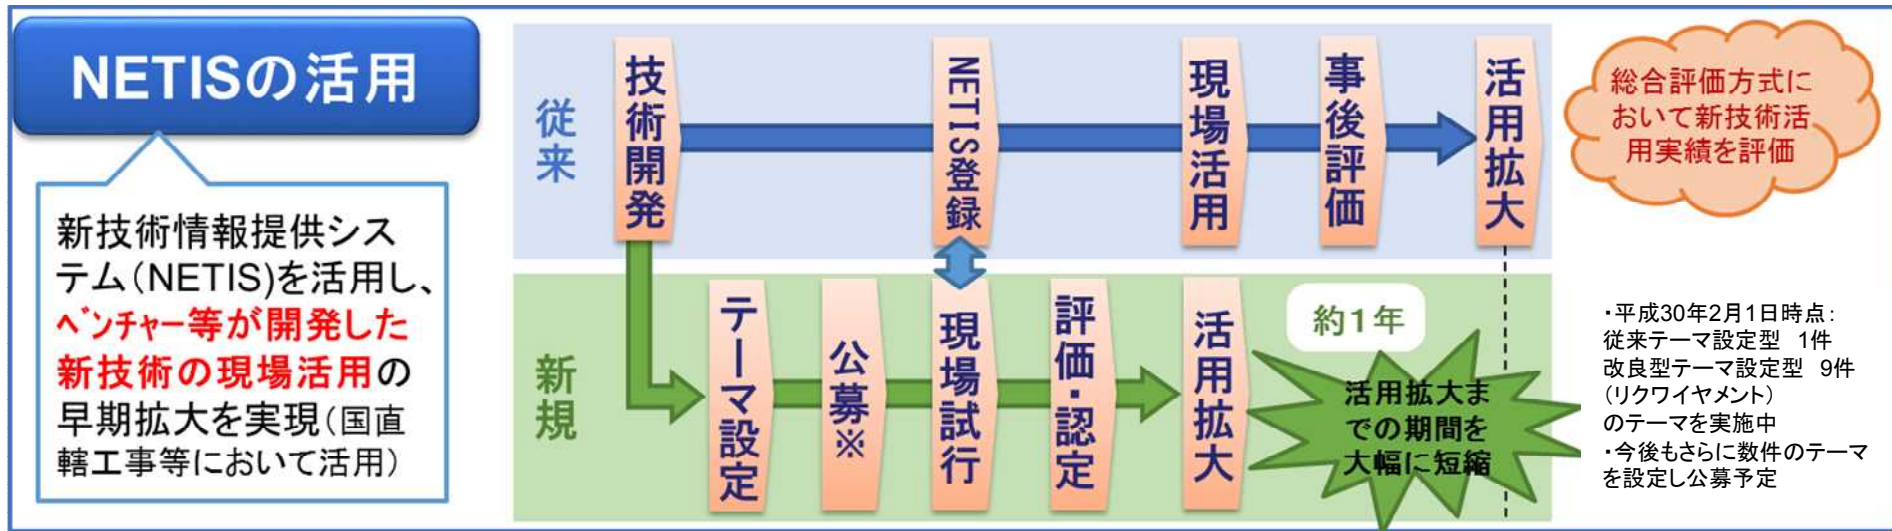 NETISの活用
新技術情報提供シス
テム(NETIS)を活用し、
ベンチャー等が開発した
新技術の現場活用の
早期拡大を実現(国直
轄工事等において活用)
従来
技術開発
NETIS登録
現場活用
事後評価
活用拡大
新規
テーマ設定
公募※
現場試行
評価・認定
活用拡大
約1年
活用拡大ま
での期間を
大幅に短縮
総合評価方式に
おいて新技術活
用実績を評価
・平成30年2月1日時点:
従来テーマ設定型 1件
改良型テーマ設定型 9件
(リクワイヤメント)
のテーマを実施中
・今後もさらに数件のテーマ
を設定し公募予定